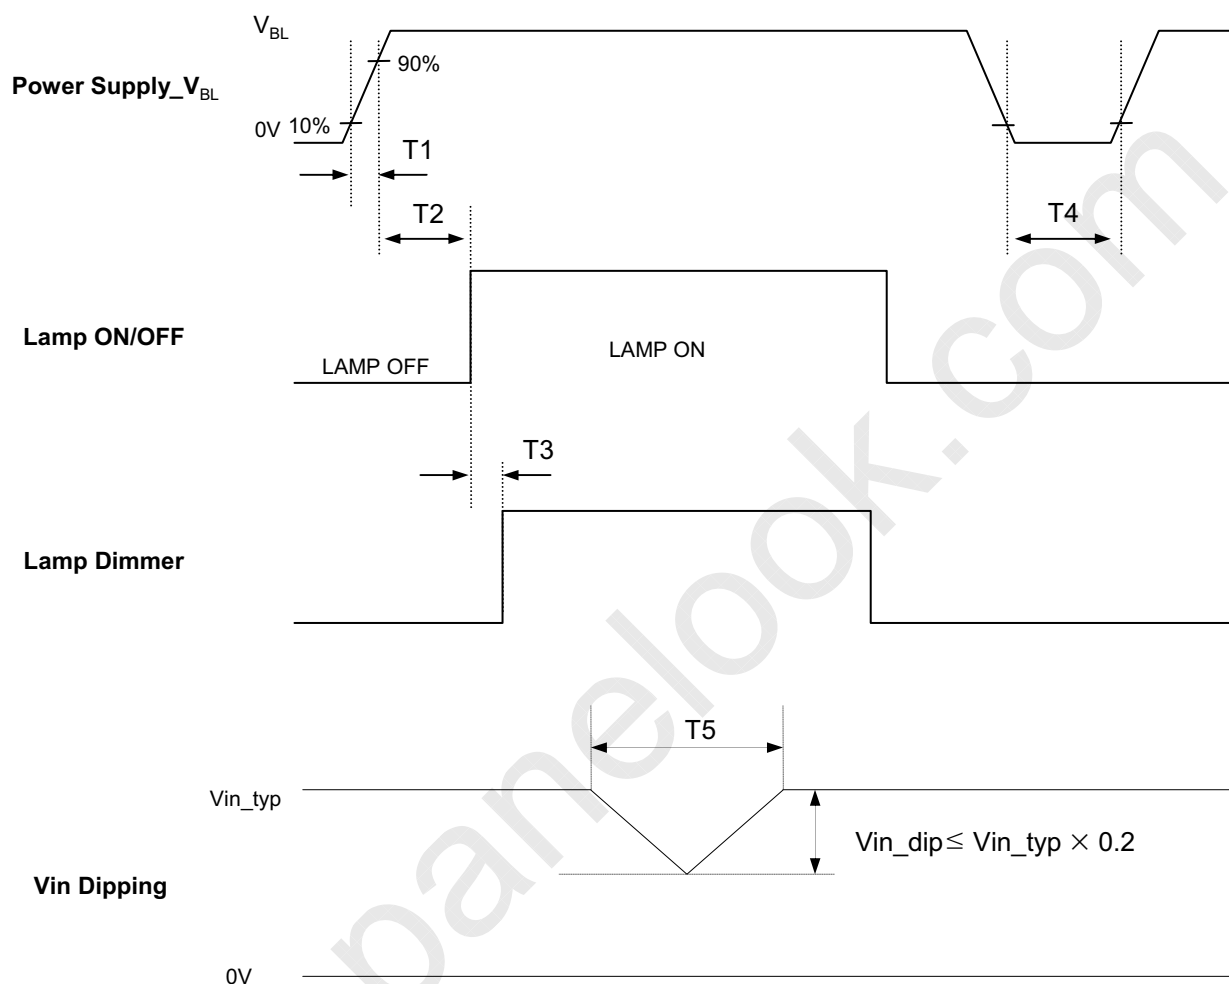 V_BL
90%
Power Supply_V_BL
0V 10%
T1
T2
T4
Lamp ON/OFF
LAMP OFF
LAMP ON
T3
Lamp Dimmer
T5
Vin_typ
Vin_dip≦ Vin_typ × 0.2
Vin Dipping
0V
panelook.com